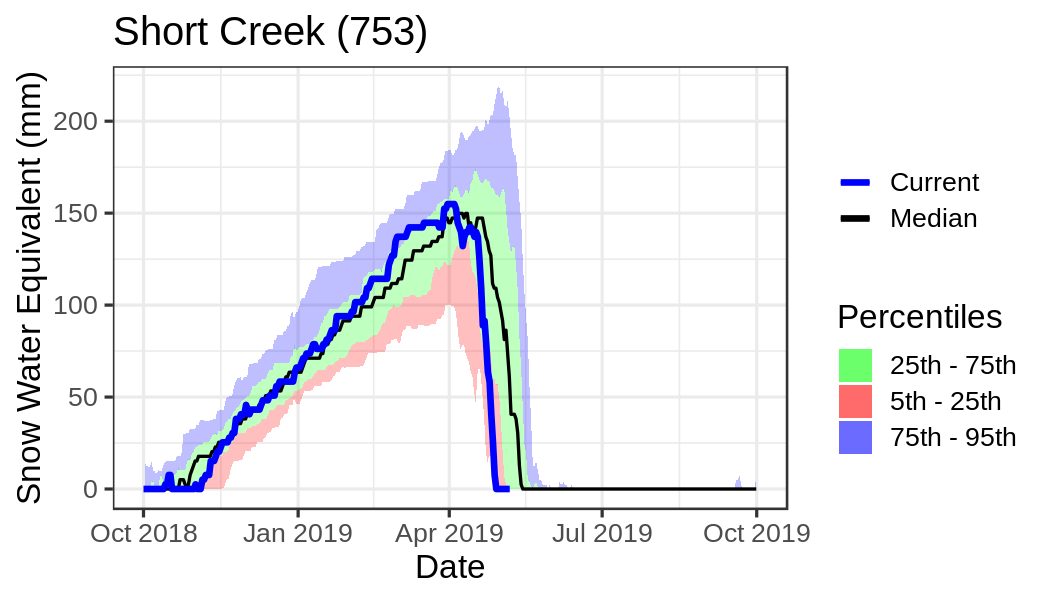 Short Creek (753)
Snow Water Equivalent (mm)
200
150
100
50
0
Oct 2018
Jan 2019
Apr 2019
Jul 2019
Oct 2019
Date
Current
Median
Percentiles
25th - 75th
5th - 25th
75th - 95th